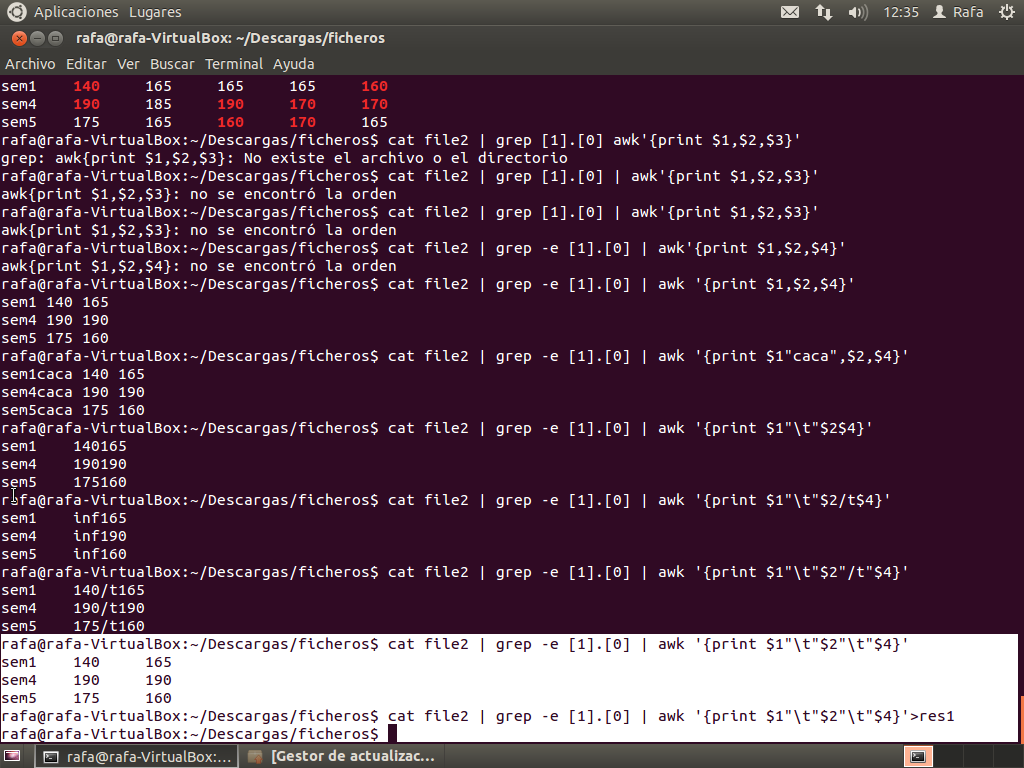 Aplicaciones Lugares 12:35 Rafa
rafa@rafa-VirtualBox: ~/Descargas/ficheros
Archivo Editar Ver Buscar Terminal Ayuda
sem1    140     165     165     165     160
sem4    190     185     190     170     170
sem5    175     165     160     170     165
rafa@rafa-VirtualBox:~/Descargas/ficheros$ cat file2 | grep [1].[0] awk'{print $1,$2,$3}'
grep: awk{print $1,$2,$3}: No existe el archivo o el directorio
rafa@rafa-VirtualBox:~/Descargas/ficheros$ cat file2 | grep [1].[0] | awk'{print $1,$2,$3}'
awk{print $1,$2,$3}: no se encontró la orden
rafa@rafa-VirtualBox:~/Descargas/ficheros$ cat file2 | grep [1].[0] | awk'{print $1,$2,$3}'
awk{print $1,$2,$3}: no se encontró la orden
rafa@rafa-VirtualBox:~/Descargas/ficheros$ cat file2 | grep -e [1].[0] | awk'{print $1,$2,$4}'
awk{print $1,$2,$4}: no se encontró la orden
rafa@rafa-VirtualBox:~/Descargas/ficheros$ cat file2 | grep -e [1].[0] | awk '{print $1,$2,$4}'
sem1 140 165
sem4 190 190
sem5 175 160
rafa@rafa-VirtualBox:~/Descargas/ficheros$ cat file2 | grep -e [1].[0] | awk '{print $1"caca",$2,$4}'
sem1caca 140 165
sem4caca 190 190
sem5caca 175 160
rafa@rafa-VirtualBox:~/Descargas/ficheros$ cat file2 | grep -e [1].[0] | awk '{print $1"\t"$2$4}'
sem1    140165
sem4    190190
sem5    175160
rafa@rafa-VirtualBox:~/Descargas/ficheros$ cat file2 | grep -e [1].[0] | awk '{print $1"\t"$2/t$4}'
sem1    inf165
sem4    inf190
sem5    inf160
rafa@rafa-VirtualBox:~/Descargas/ficheros$ cat file2 | grep -e [1].[0] | awk '{print $1"\t"$2"/t"$4}'
sem1    140/t165
sem4    190/t190
sem5    175/t160
rafa@rafa-VirtualBox:~/Descargas/ficheros$ cat file2 | grep -e [1].[0] | awk '{print $1"\t"$2"\t"$4}'
sem1    140     165
sem4    190     190
sem5    175     160
rafa@rafa-VirtualBox:~/Descargas/ficheros$ cat file2 | grep -e [1].[0] | awk '{print $1"\t"$2"\t"$4}'>res1
rafa@rafa-VirtualBox:~/Descargas/ficheros$
rafa@rafa-VirtualBox:... [Gestor de actualizac...